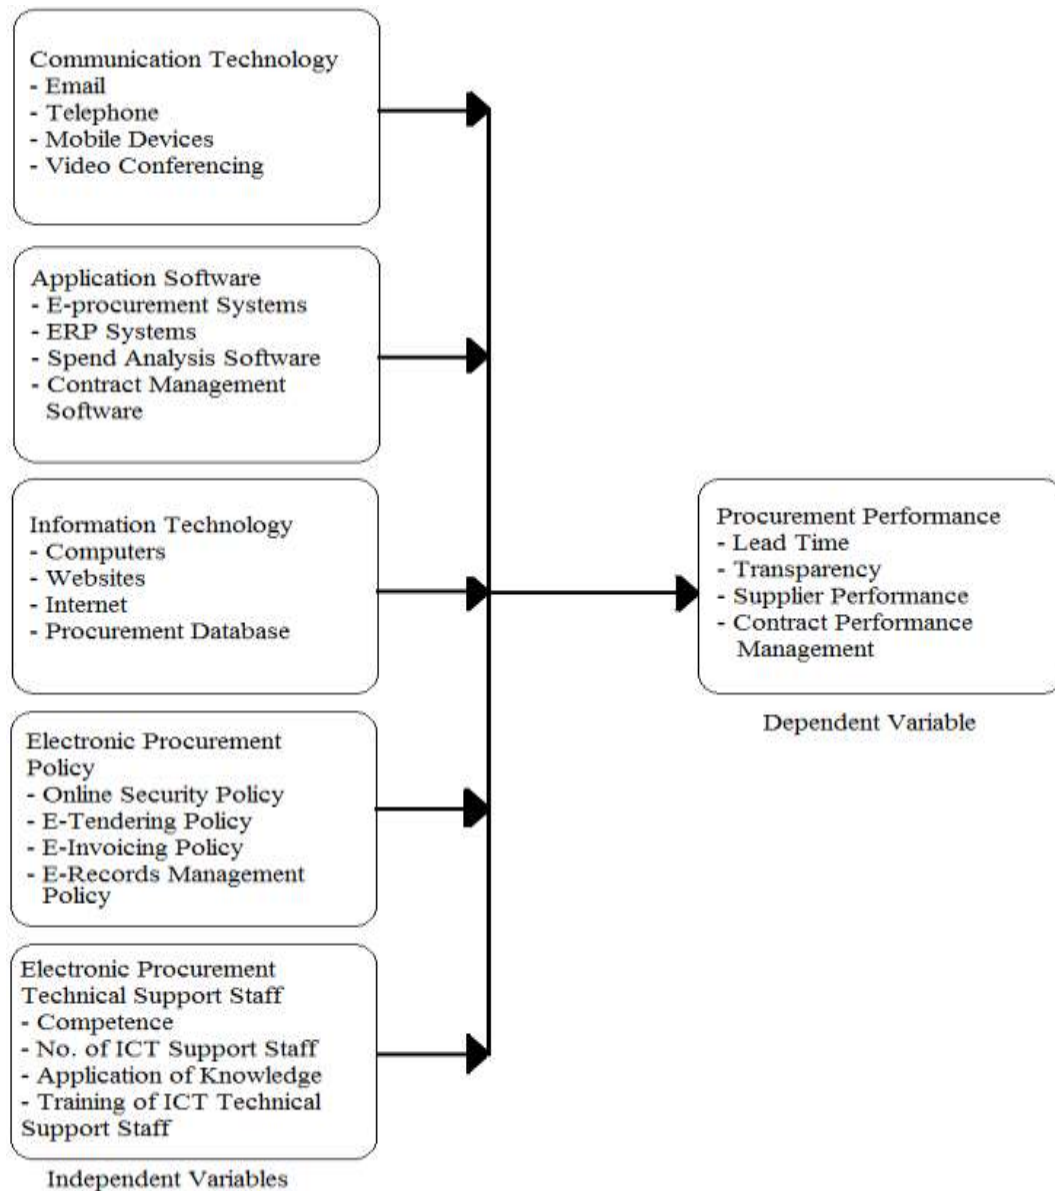 Communication Technology
- Email
- Telephone
- Mobile Devices
- Video Conferencing
Application Software
- E-procurement Systems
- ERP Systems
- Spend Analysis Software
- Contract Management
Software
Information Technology
- Computers
- Websites
- Internet
- Procurement Database
Electronic Procurement
Policy
- Online Security Policy
- E-Tendering Policy
- E-Invoicing Policy
- E-Records Management
Policy
Electronic Procurement
Technical Support Staff
- Competence
- No. of ICT Support Staff
- Application of Knowledge
- Training of ICT Technical
Support Staff
Independent Variables
Procurement Performance
- Lead Time
- Transparency
- Supplier Performance
- Contract Performance
Management
Dependent Variable